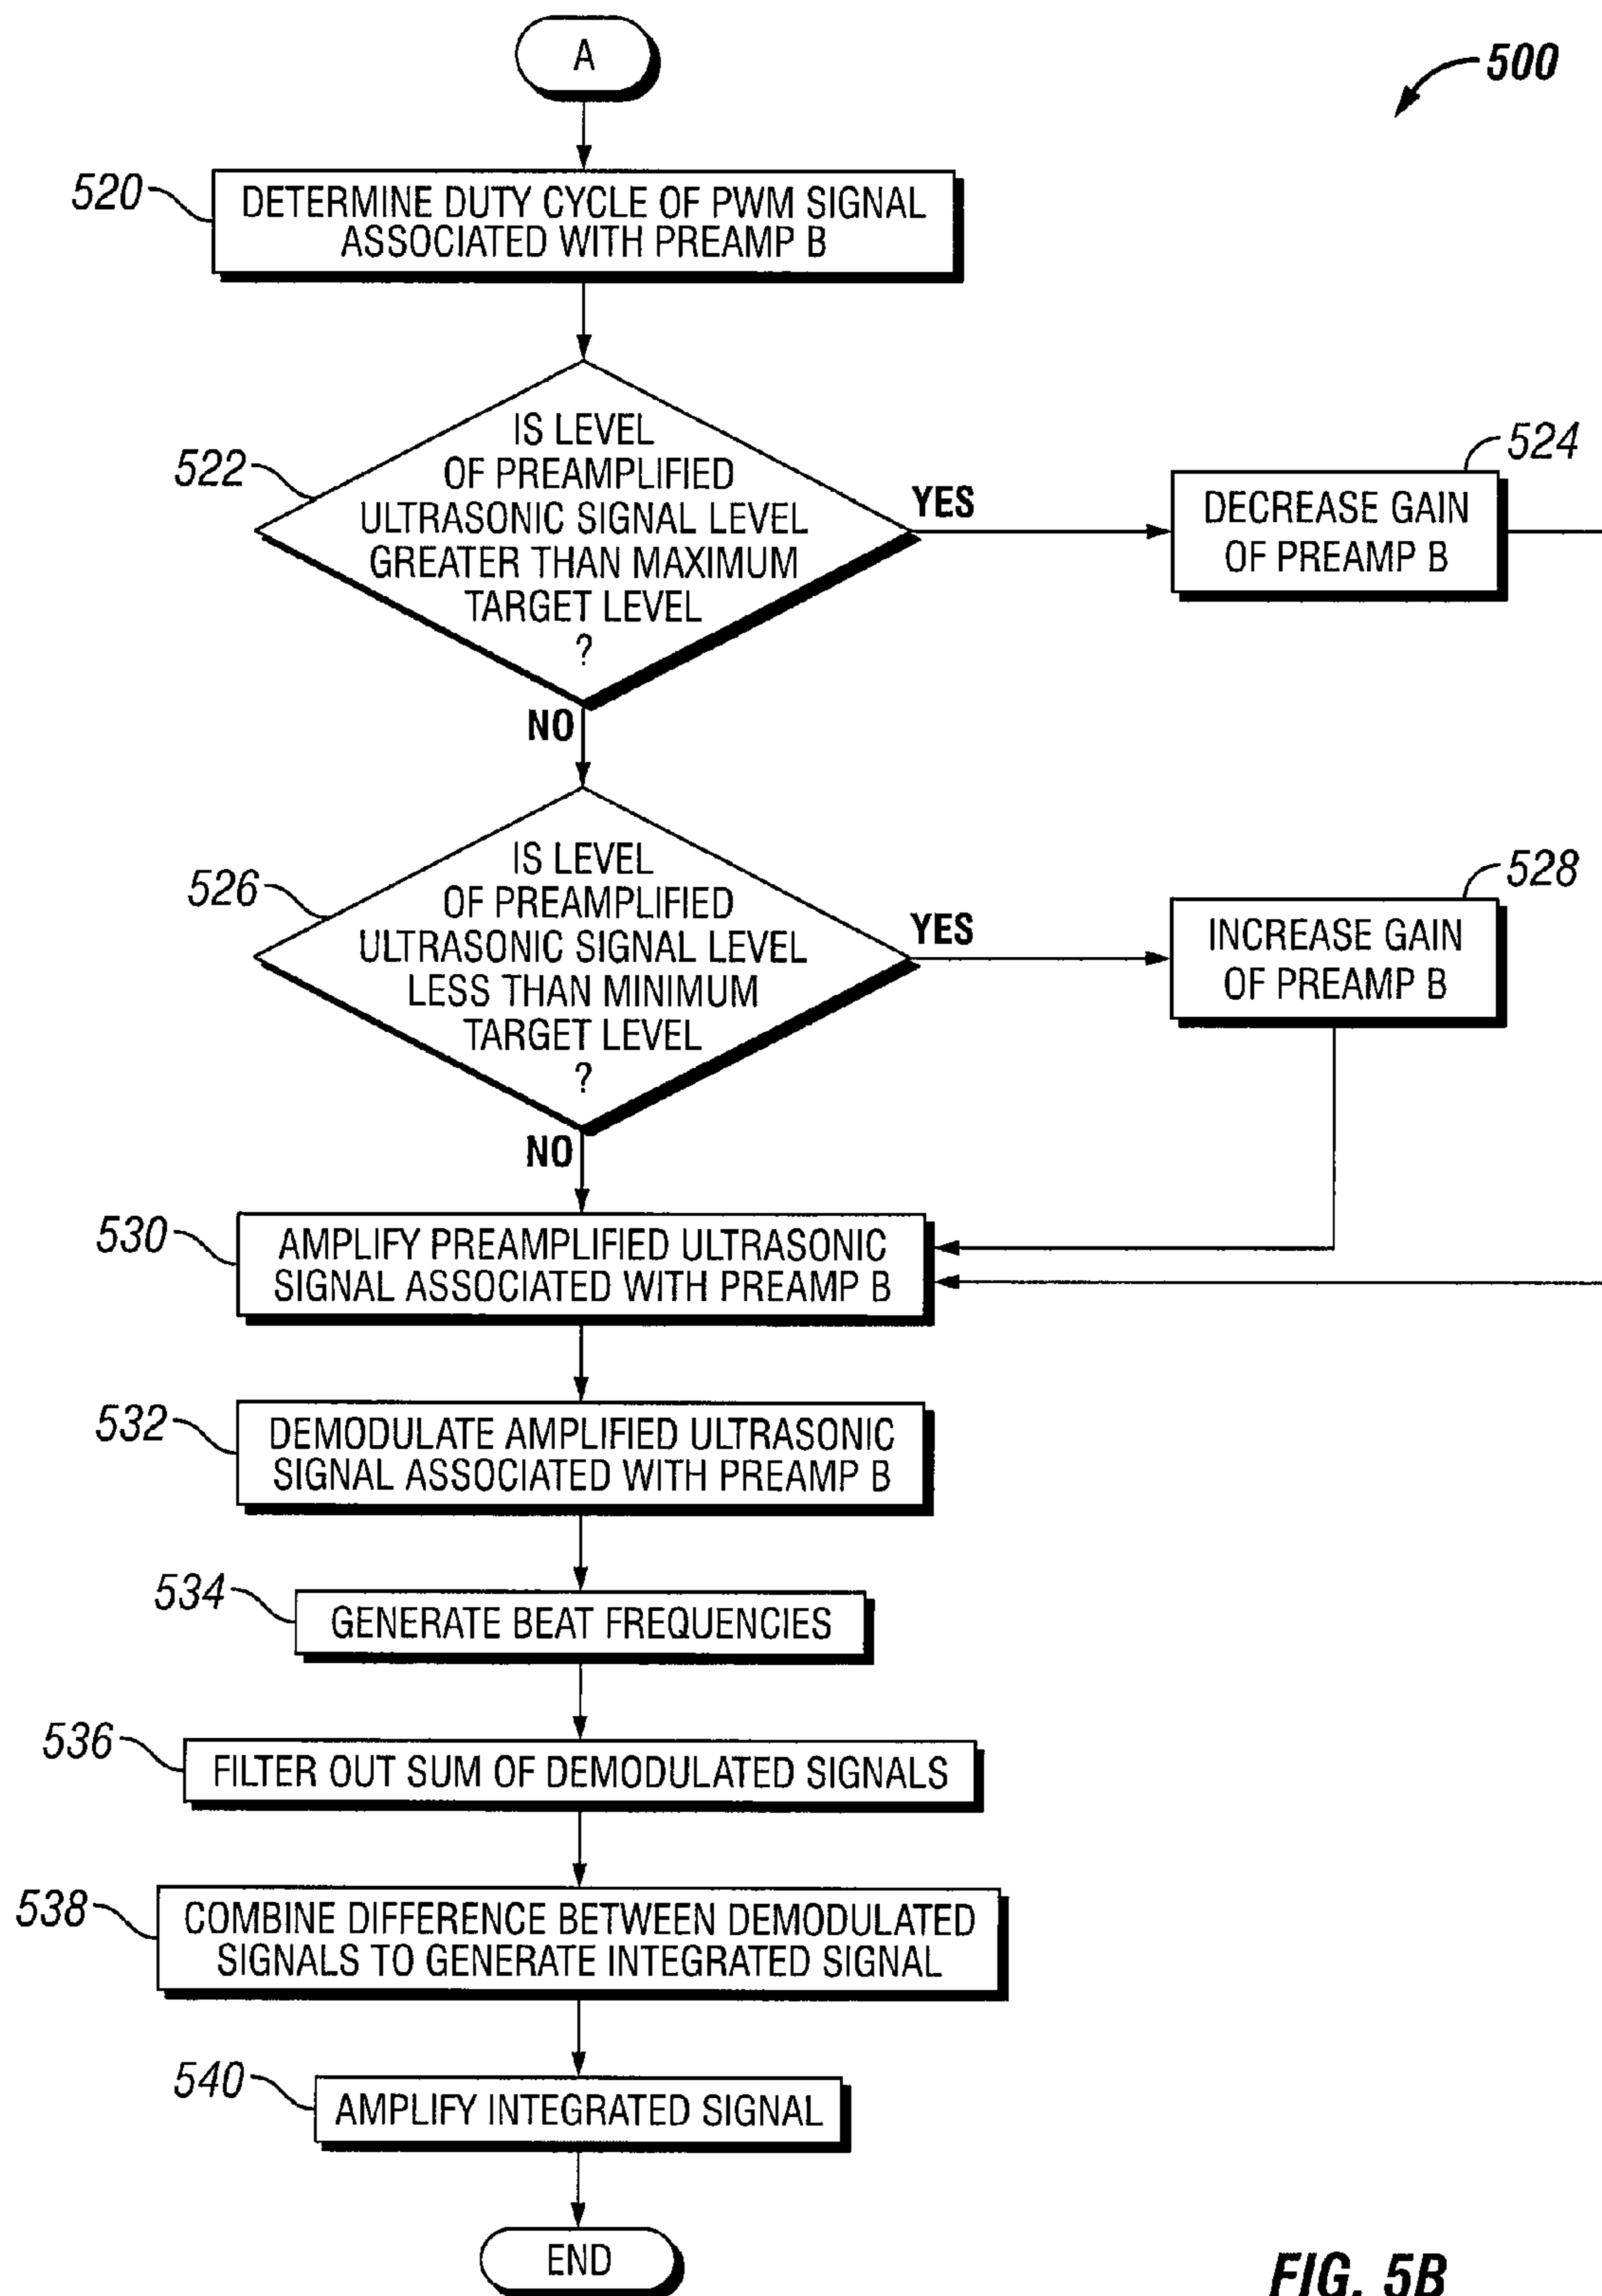 A
500
520
DETERMINE DUTY CYCLE OF PWM SIGNAL
ASSOCIATED WITH PREAMP B
522
IS LEVEL
OF PREAMPLIFIED
ULTRASONIC SIGNAL LEVEL
GREATER THAN MAXIMUM
TARGET LEVEL
?
YES
524
DECREASE GAIN
OF PREAMP B
NO
526
IS LEVEL
OF PREAMPLIFIED
ULTRASONIC SIGNAL LEVEL
LESS THAN MINIMUM
TARGET LEVEL
?
YES
528
INCREASE GAIN
OF PREAMP B
NO
530
AMPLIFY PREAMPLIFIED ULTRASONIC
SIGNAL ASSOCIATED WITH PREAMP B
532
DEMODULATE AMPLIFIED ULTRASONIC
SIGNAL ASSOCIATED WITH PREAMP B
534
GENERATE BEAT FREQUENCIES
536
FILTER OUT SUM OF DEMODULATED SIGNALS
538
COMBINE DIFFERENCE BETWEEN DEMODULATED
SIGNALS TO GENERATE INTEGRATED SIGNAL
540
AMPLIFY INTEGRATED SIGNAL
END
FIG. 5B